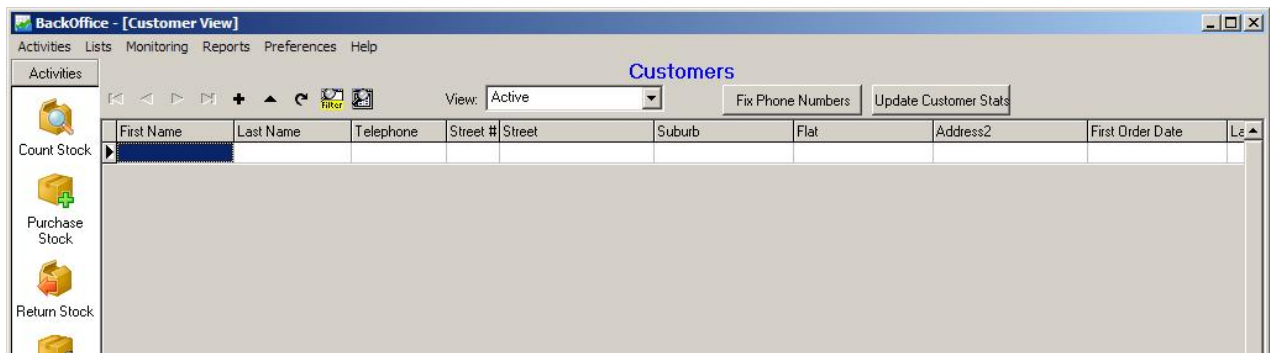 BackOffice - [Customer View]
Activities Lists Monitoring Reports Preferences Help
Activities
Customers
Filter
View: Active
Fix Phone Numbers
Update Customer Stats
First Name Last Name Telephone Street # Street Suburb Flat Address2 First Order Date La
Count Stock
Purchase
Stock
Return Stock